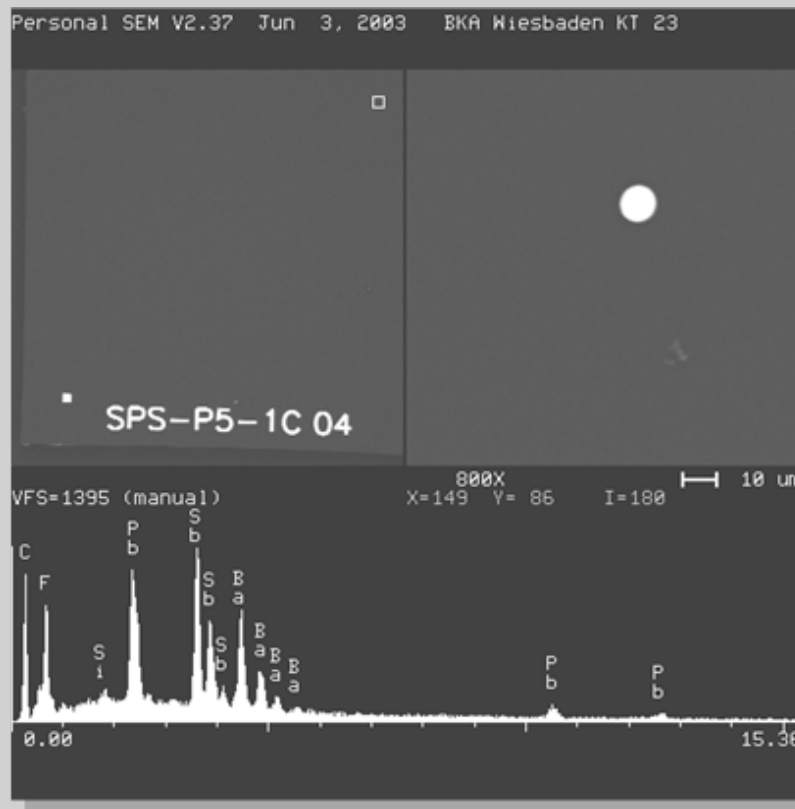 Personal SEM V2.37 Jun 3, 2003 BKA Wiesbaden KT 23
SPS-P5-1C 04
800X 10 um
VFS=1395 (manual) X=149 Y= 86 I=180
C
F
Si
Pb
Sb
Sb
Sb
Ba
Ba
Ba
Ba
Pb
Pb
0.00 15.36